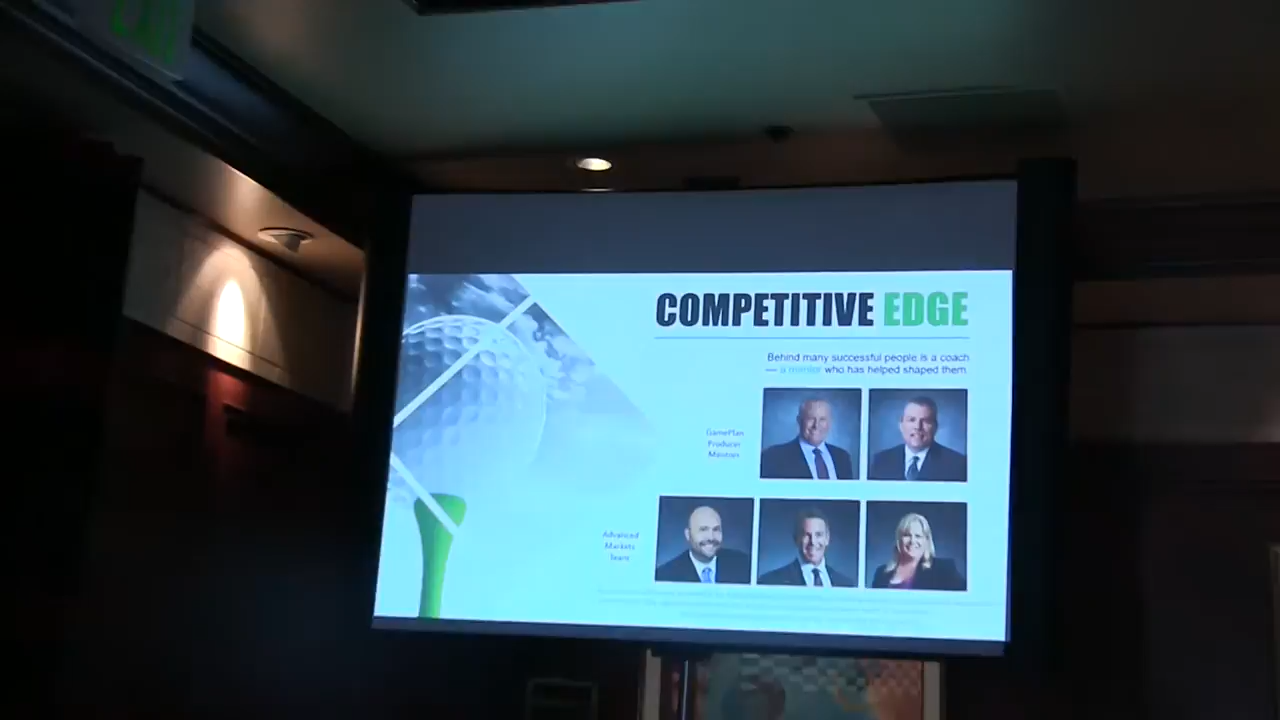 EXIT
COMPETITIVE EDGE
Behind many successful people is a coach
— a mentor who has helped shaped them.
GamePlan
Producer
Mentors
Advanced
Markets
Team